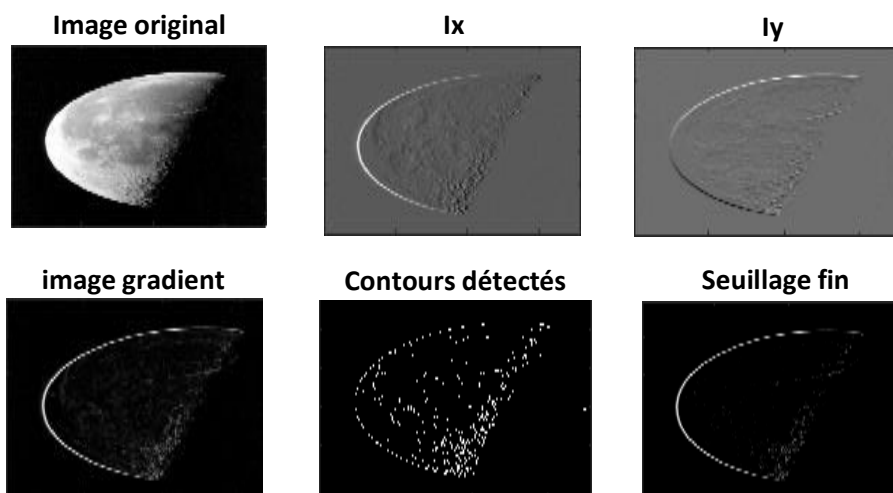 Image original
Ix
Iy
image gradient
Contours détectés
Seuillage fin